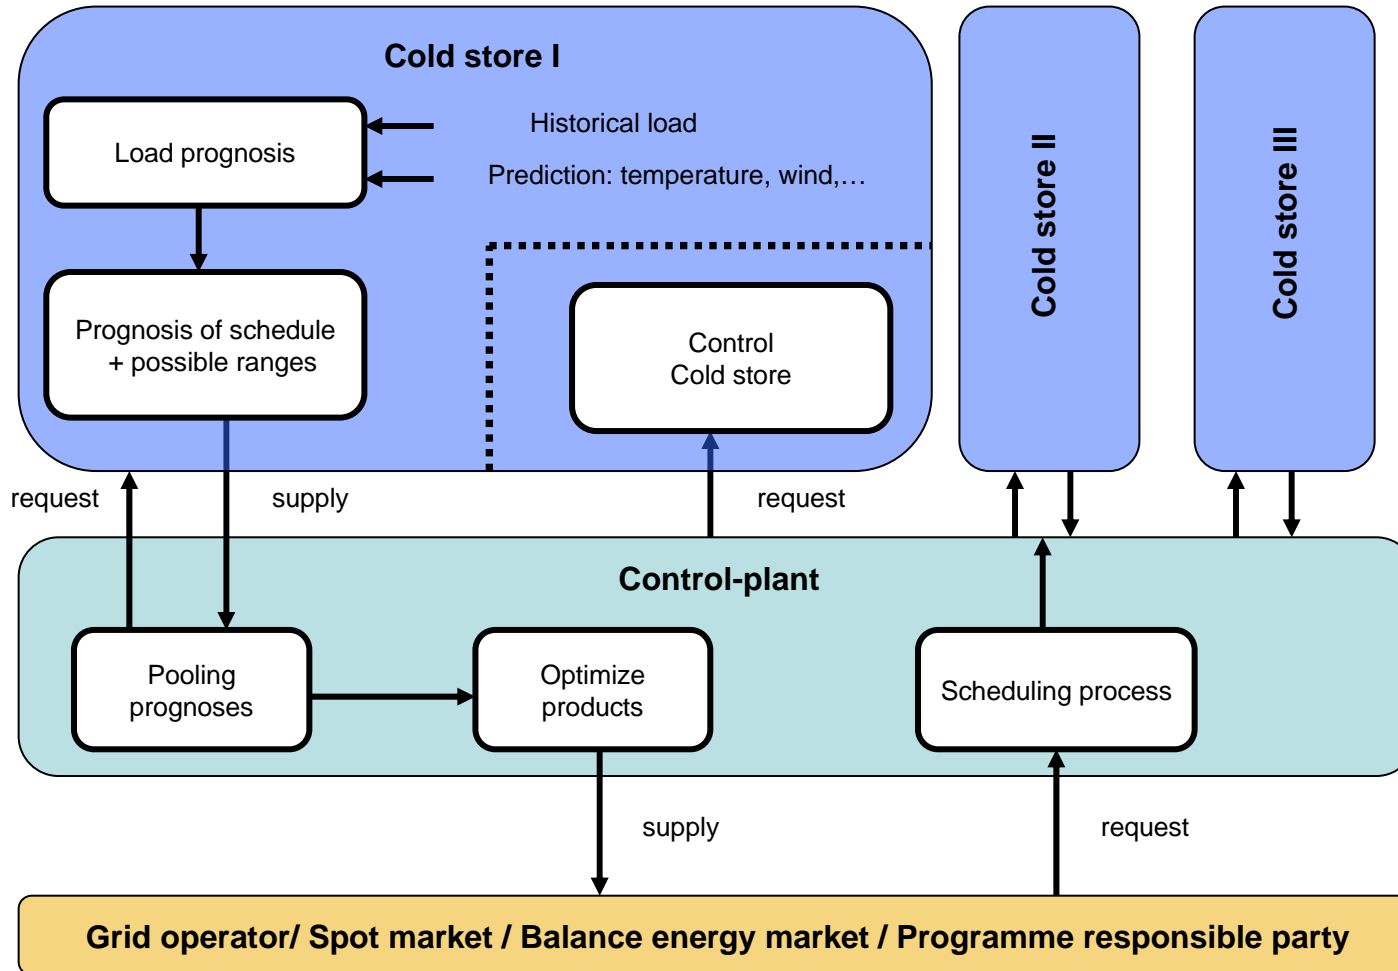 Cold store I
Load prognosis
Historical load
Prediction: temperature, wind,…
Prognosis of schedule
+ possible ranges
Control
Cold store
Cold store II
Cold store III
request
supply
request
Control-plant
Pooling
prognoses
Optimize
products
Scheduling process
supply
request
Grid operator/ Spot market / Balance energy market / Programme responsible party